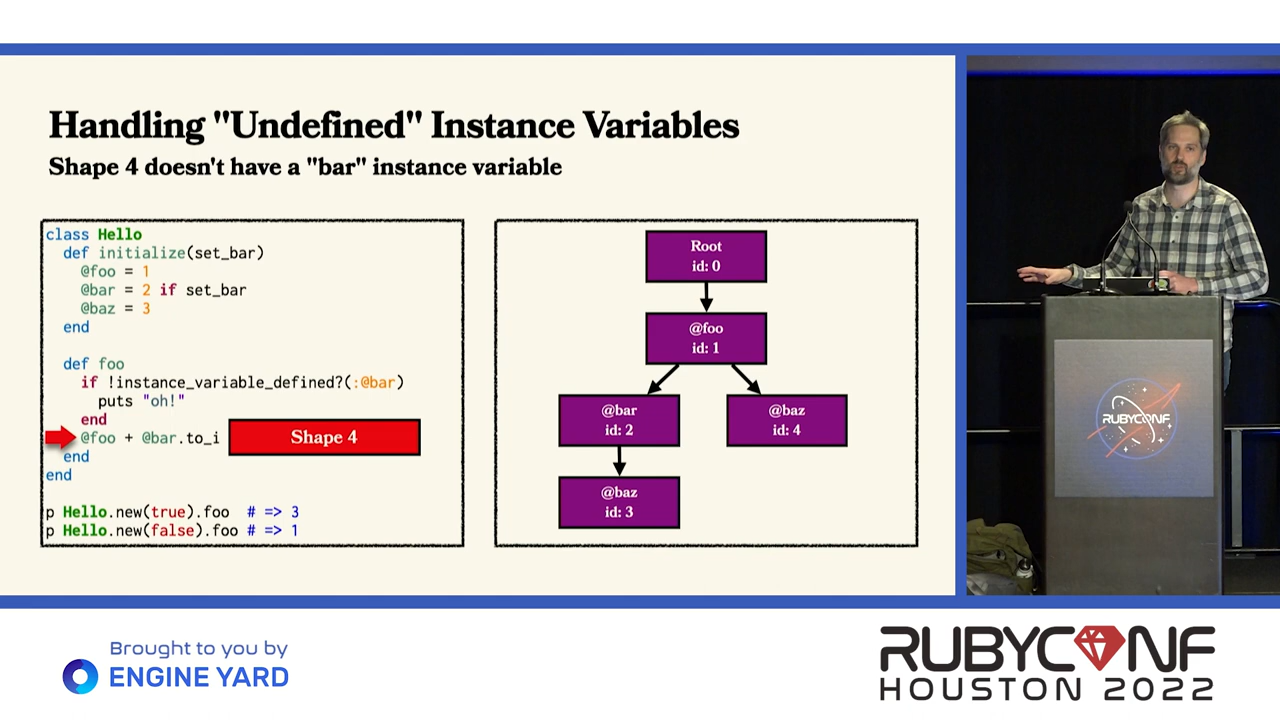 Handling "Undefined" Instance Variables
Shape 4 doesn't have a "bar" instance variable
class Hello
  def initialize(set_bar)
    @foo = 1
    @bar = 2 if set_bar
    @baz = 3
  end
  def foo
    if !instance_variable_defined?(:@bar)
      puts "oh!"
    end
    @foo + @bar.to_i
Shape 4
  end
end
p Hello.new(true).foo  # => 3
p Hello.new(false).foo # => 1
Root
id: 0
@foo
id: 1
@bar
id: 2
@baz
id: 4
@baz
id: 3
RUBYCONF
Brought to you by
ENGINE YARD
RUBYCONF
HOUSTON 2022